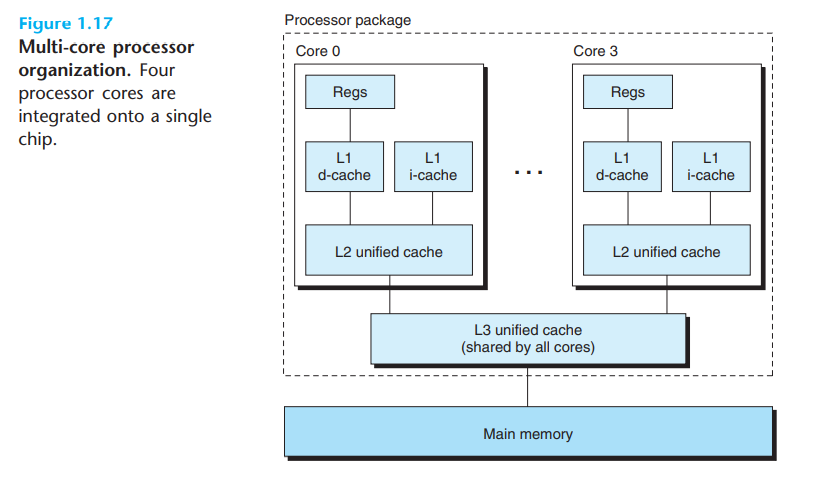 Figure 1.17
Multi-core processor
organization. Four
processor cores are
integrated onto a single
chip.
Processor package
Core 0
Regs
L1
d-cache
L1
i-cache
L2 unified cache
. . .
Core 3
Regs
L1
d-cache
L1
i-cache
L2 unified cache
L3 unified cache
(shared by all cores)
Main memory